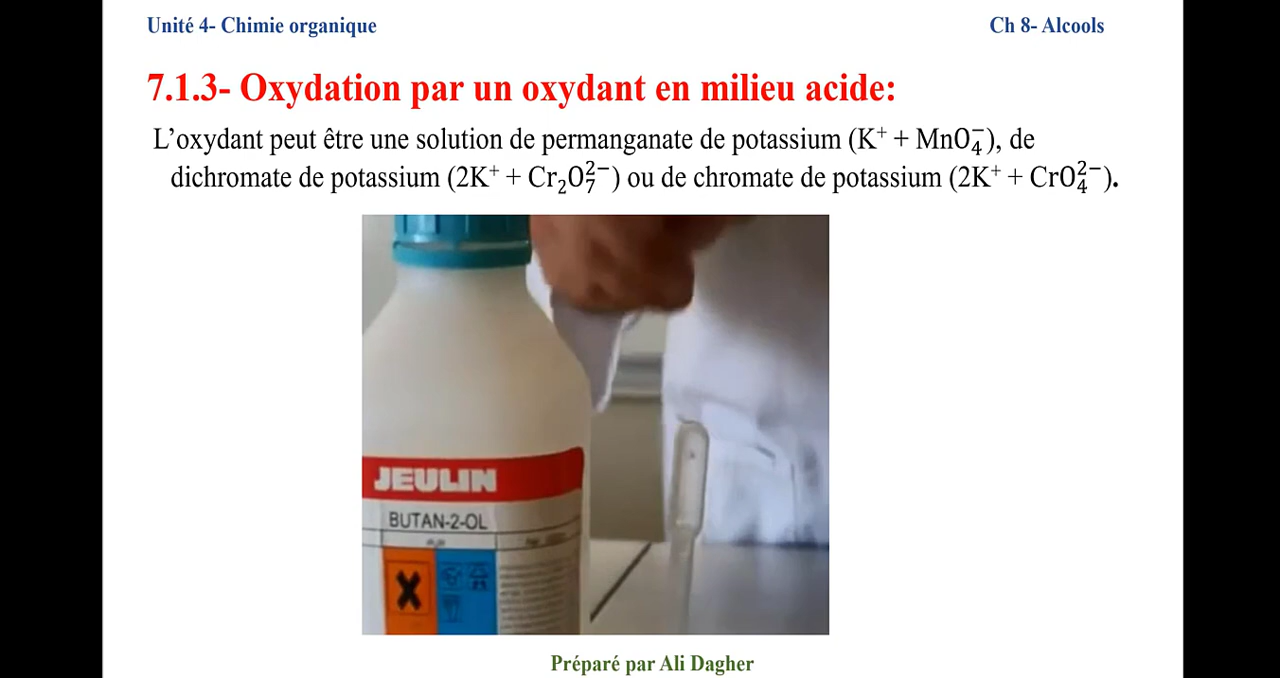 Unité 4- Chimie organique
Ch 8- Alcools
7.1.3- Oxydation par un oxydant en milieu acide:
L’oxydant peut être une solution de permanganate de potassium (K⁺ + MnO₄⁻), de
dichromate de potassium (2K⁺ + Cr₂O₇²⁻) ou de chromate de potassium (2K⁺ + CrO₄²⁻).
JEULIN
BUTAN-2-OL
Préparé par Ali Dagher